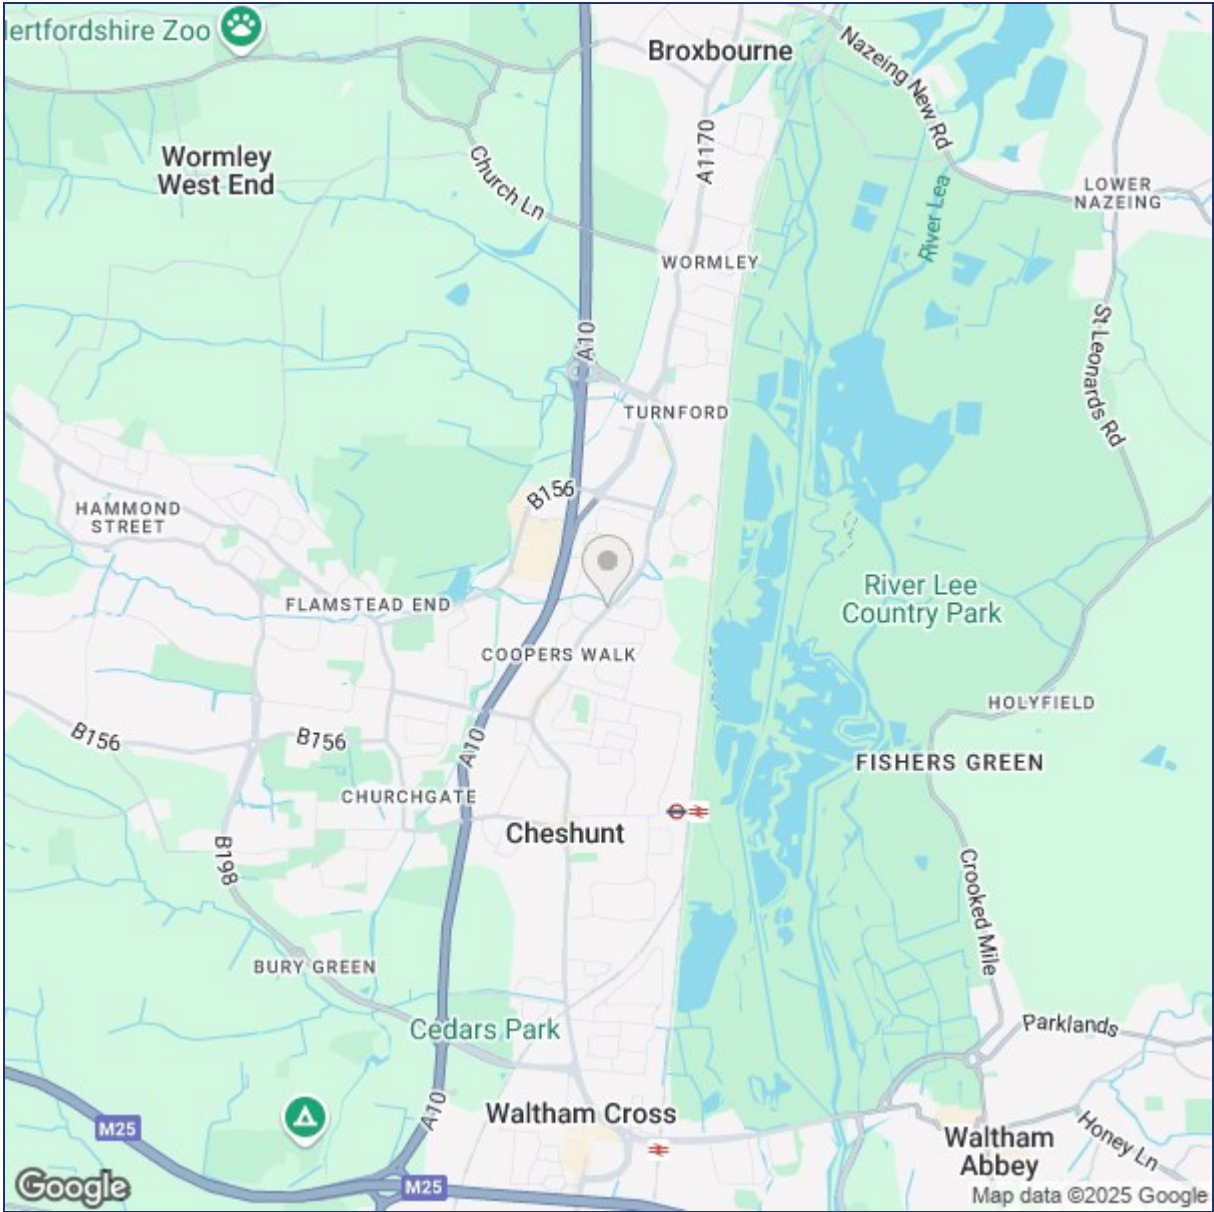 lertfordshire Zoo
Broxbourne
Nazeing New Rd
A1170
Wormley
West End
Church Ln
LOWER
NAZEING
River Lea
WORMLEY
A10
St Leonards Rd
TURNFORD
B156
HAMMOND
STREET
River Lee
Country Park
FLAMSTEAD END
COOPERS WALK
HOLYFIELD
B156
B156
A10
FISHERS GREEN
CHURCHGATE
Cheshunt
B198
Crooked Mile
BURY GREEN
Cedars Park
Parklands
A10
Waltham Cross
M25
Honey Ln
Waltham
Abbey
M25
Google
Map data ©2025 Google